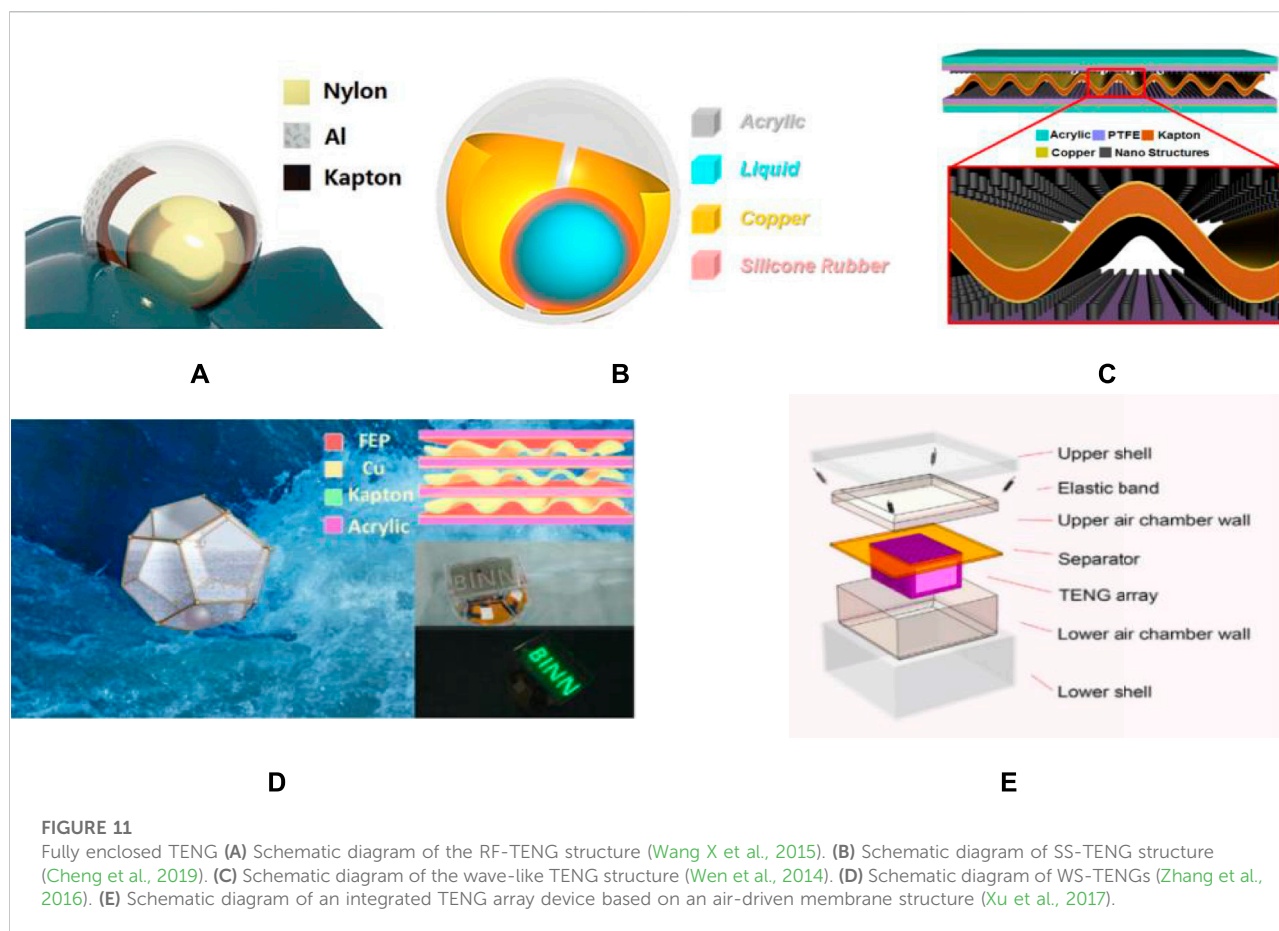 Nylon
Al
Kapton
Acrylic
Liquid
Copper
Silicone Rubber
Acrylic PTFE Kapton
Copper Nano Structures
A
B
C
FEP
Cu
Kapton
Acrylic
BINN
BINN
Upper shell
Elastic band
Upper air chamber wall
Separator
TENG array
Lower air chamber wall
Lower shell
D
E
FIGURE 11
Fully enclosed TENG (A) Schematic diagram of the RF-TENG structure (Wang X et al., 2015). (B) Schematic diagram of SS-TENG structure
(Cheng et al., 2019). (C) Schematic diagram of the wave-like TENG structure (Wen et al., 2014). (D) Schematic diagram of WS-TENGs (Zhang et al.,
2016). (E) Schematic diagram of an integrated TENG array device based on an air-driven membrane structure (Xu et al., 2017).